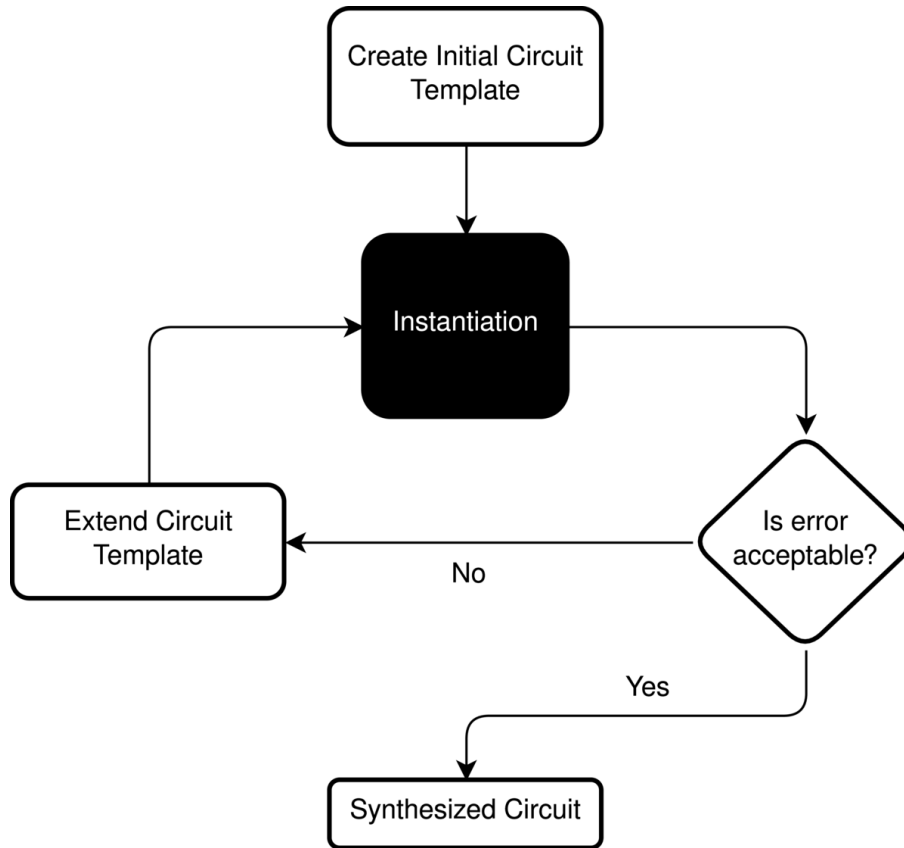 Create Initial Circuit
Template
Instantiation
Extend Circuit
Template
Is error
acceptable?
No
Yes
Synthesized Circuit